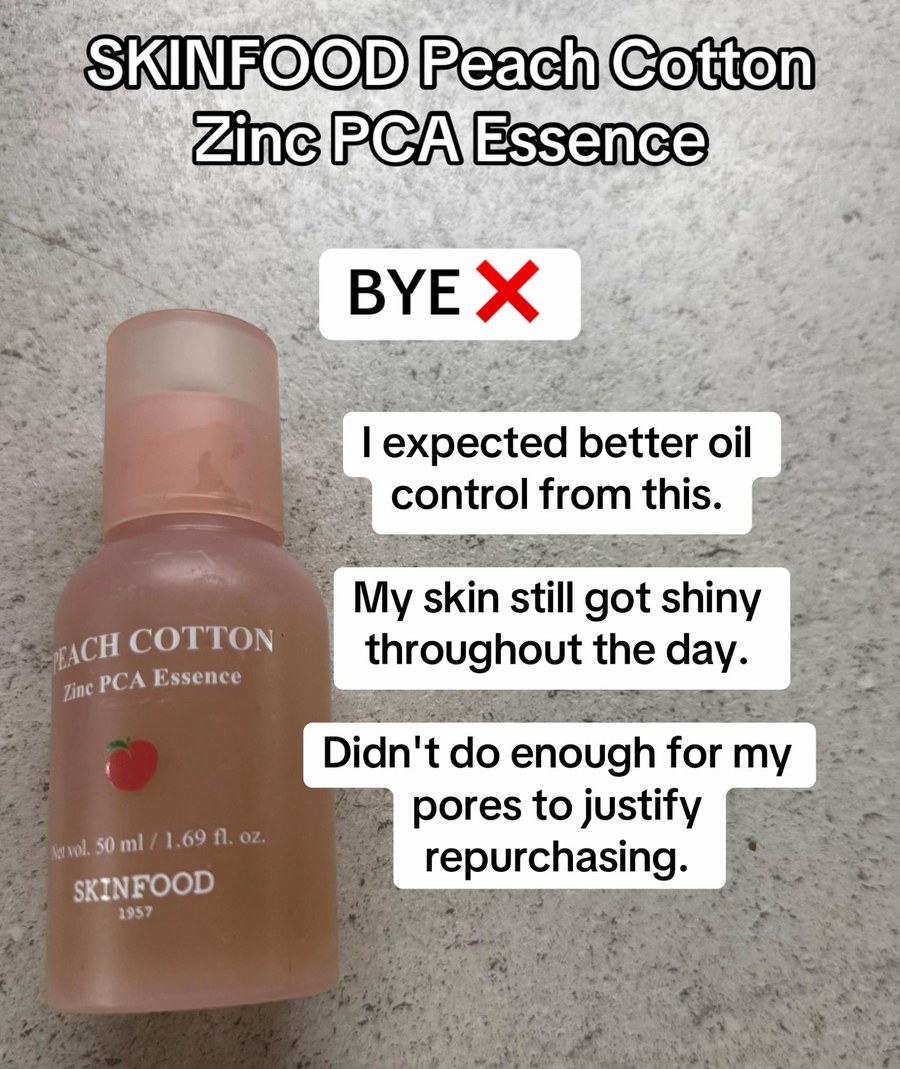 SKINFOOD Peach Cotton
Zinc PCA Essence
BYE ❌
I expected better oil
control from this.
My skin still got shiny
throughout the day.
Didn't do enough for my
pores to justify
repurchasing.
PEACH COTTON
Zinc PCA Essence
Net vol. 50 ml / 1.69 fl. oz.
SKINFOOD
1957